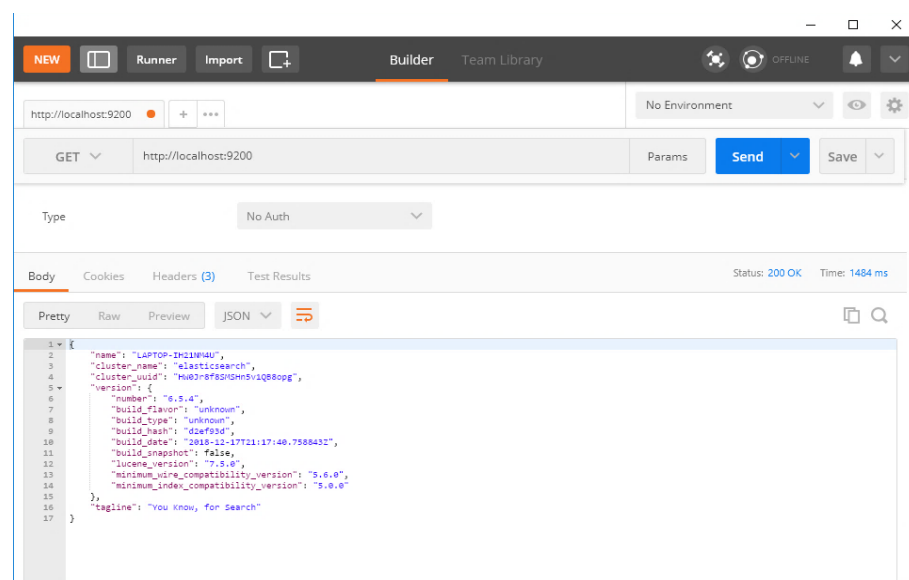 NEW Runner Import Builder Team Library OFFLINE
http://localhost:9200 + ••• No Environment
GET http://localhost:9200 Params Send Save
Type No Auth
Body Cookies Headers (3) Test Results Status: 200 OK Time: 1484 ms
Pretty Raw Preview JSON
1 {
2 "name": "LAPTOP-IH21NM4U",
3 "cluster_name": "elasticsearch",
4 "cluster_uuid": "HW0Jr8f8SMSHn5v1QB8opg",
5 "version": {
6 "number": "6.5.4",
7 "build_flavor": "unknown",
8 "build_type": "unknown",
9 "build_hash": "d2ef93d",
10 "build_date": "2018-12-17T21:17:40.758843Z",
11 "build_snapshot": false,
12 "lucene_version": "7.5.0",
13 "minimum_wire_compatibility_version": "5.6.0",
14 "minimum_index_compatibility_version": "5.0.0"
15 },
16 "tagline": "You Know, for Search"
17 }